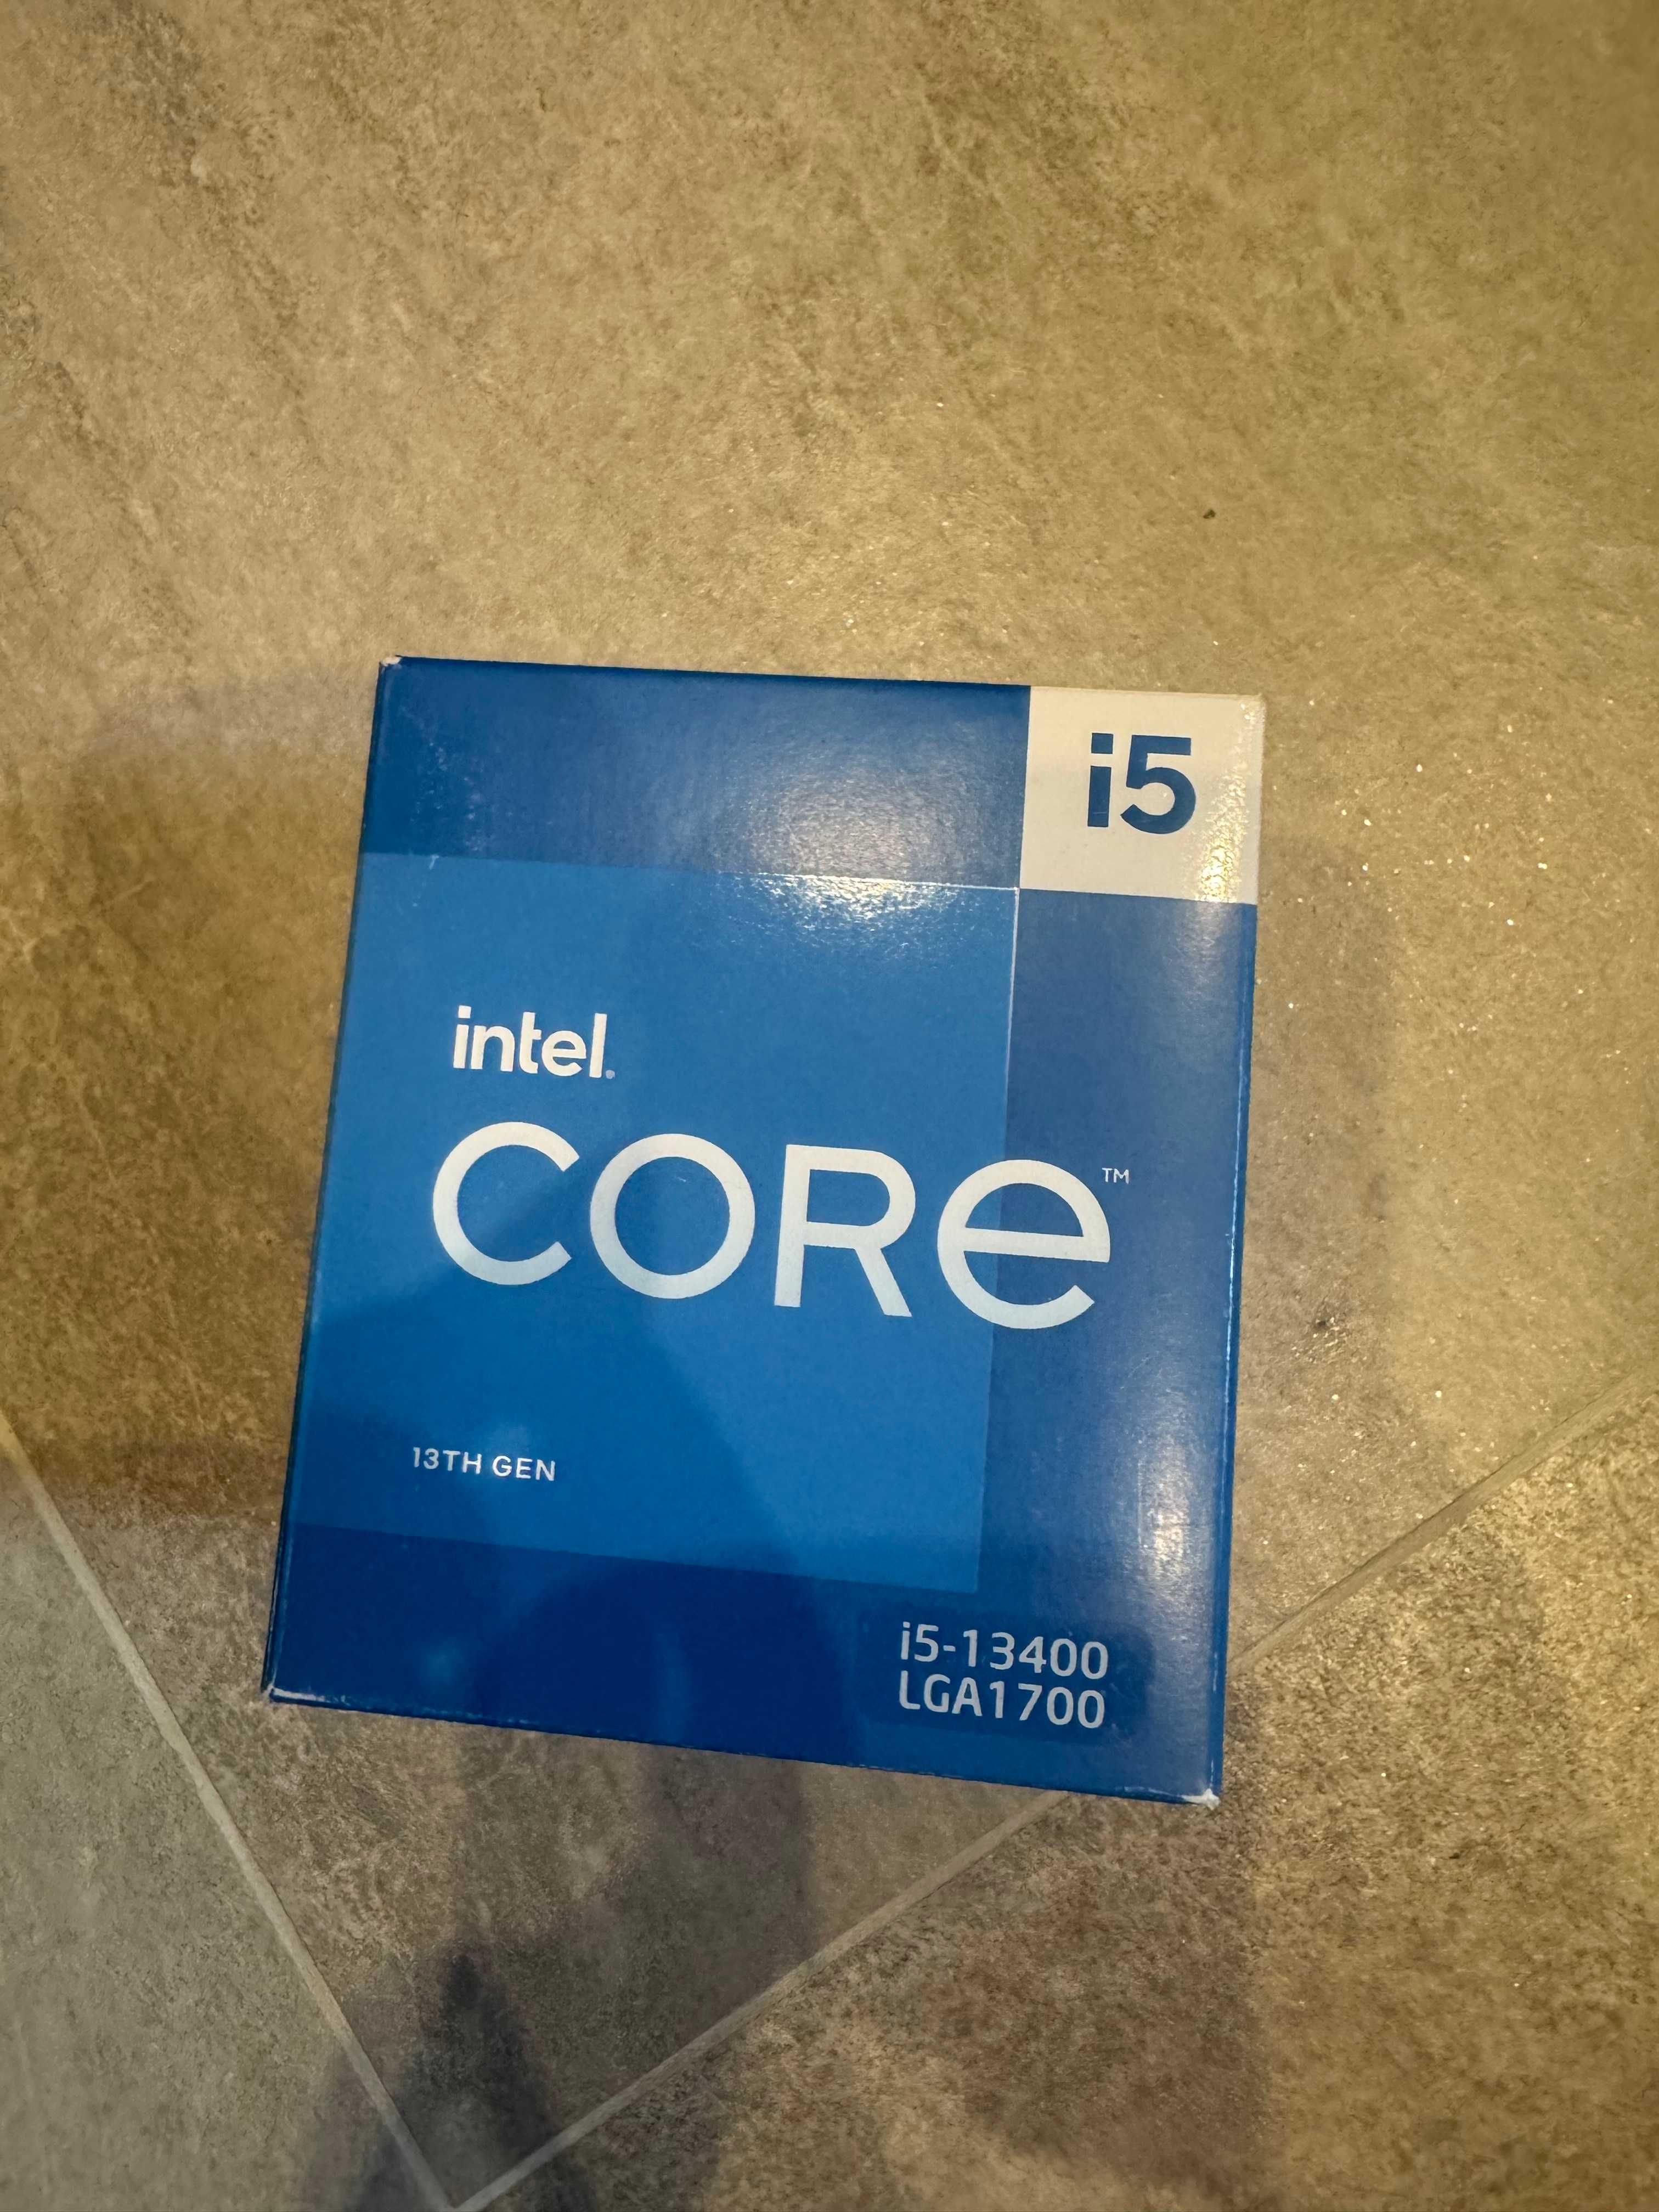 i5
intel.
CORe™
13TH GEN
i5-13400
LGA1700